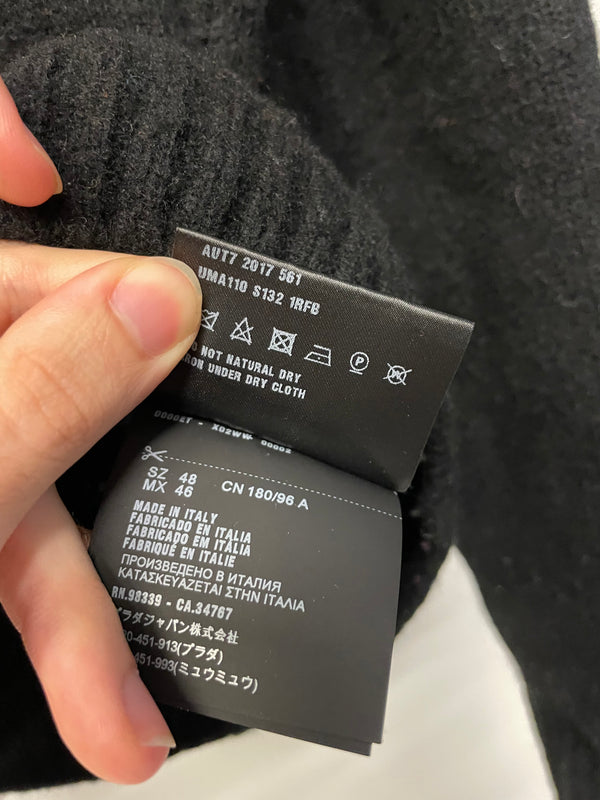 AUT7 2017 561
UMA110 S132 1RFB
NOT NATURAL DRY
UNDER DRY CLOTH
SZ 48
MX 46
CN 180/96 A
MADE IN ITALY
FABRICADO EN ITALIA
FABRICADO EM ITÁLIA
FABRIQUÉ EN ITALIE
ПРОИЗВЕДЕНО В ИТАЛИЯ
ΚΑΤΑΣΚΕΥΑΖΕΤΑΙ ΣΤΗΝ ΙΤΑΛΙΑ
RN.98339 - CA.34767
プラダジャパン株式会社
0-451-913(プラダ)
451-993(ミュウミュウ)